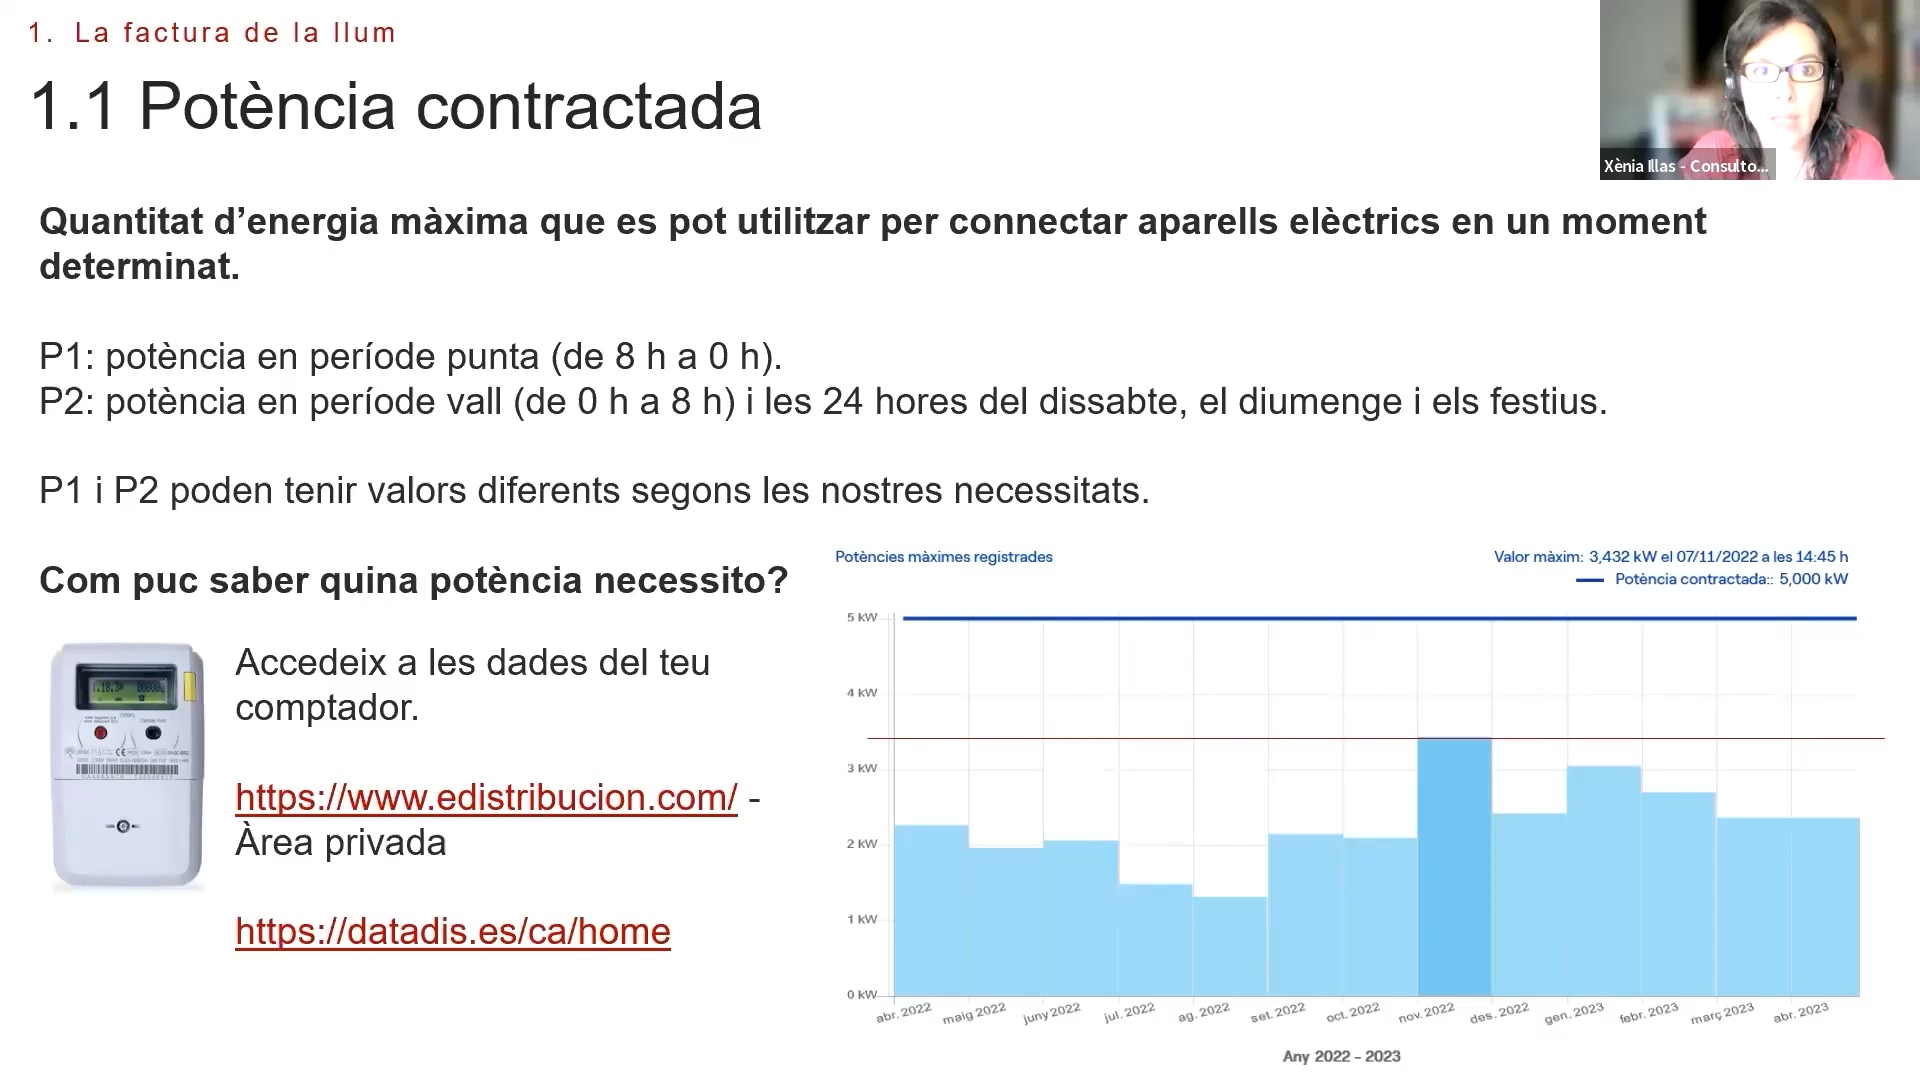 1. La factura de la llum
1.1 Potència contractada
Xènia Illas - Consulto...
Quantitat d’energia màxima que es pot utilitzar per connectar aparells elèctrics en un moment
determinat.
P1: potència en període punta (de 8 h a 0 h).
P2: potència en període vall (de 0 h a 8 h) i les 24 hores del dissabte, el diumenge i els festius.
P1 i P2 poden tenir valors diferents segons les nostres necessitats.
Com puc saber quina potència necessito?
Accedeix a les dades del teu
comptador.
https://www.edistribucion.com/ -
Àrea privada
https://datadis.es/ca/home
Potències màximes registrades
Valor màxim: 3,432 kW el 07/11/2022 a les 14:45 h
Potència contractada:: 5,000 kW
5 kW
4 kW
3 kW
2 kW
1 kW
0 kW
abr. 2022
maig 2022
juny 2022
jul. 2022
ag. 2022
set. 2022
oct. 2022
nov. 2022
des. 2022
gen. 2023
febr. 2023
març 2023
abr. 2023
Any 2022 - 2023